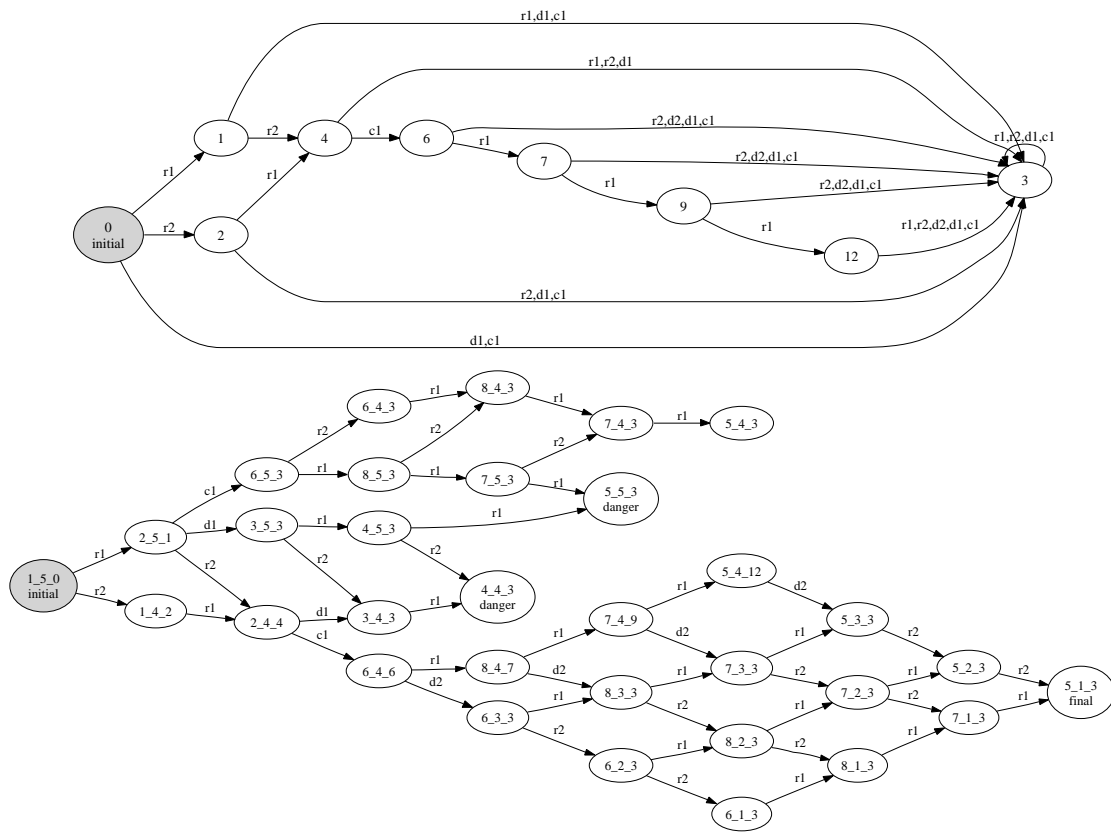 r1,d1,c1
r1,r2,d1
1
r2
4
c1
6
r2,d2,d1,c1
r1,r2,d1,c1
r1
7
r2,d2,d1,c1
3
r1
r1
r1
9
r2,d2,d1,c1
0
initial
r2
2
r1
12
r1,r2,d2,d1,c1
r2,d1,c1
d1,c1
6_4_3
r1
8_4_3
r1
7_4_3
r1
5_4_3
r2
r2
r2
6_5_3
r1
8_5_3
r1
7_5_3
r1
5_5_3
danger
c1
r1
2_5_1
d1
3_5_3
r1
4_5_3
r1
r2
r2
r2
1_5_0
initial
r2
1_4_2
r1
2_4_4
d1
3_4_3
r1
4_4_3
danger
c1
5_4_12
r1
d2
7_4_9
5_3_3
r1
d2
r1
r2
6_4_6
r1
8_4_7
d2
7_3_3
5_2_3
d2
r1
r2
r1
r2
6_3_3
r1
8_3_3
7_2_3
r2
5_1_3
final
r2
r2
r1
r1
7_1_3
6_2_3
r1
8_2_3
r2
8_1_3
r1
r2
r1
6_1_3